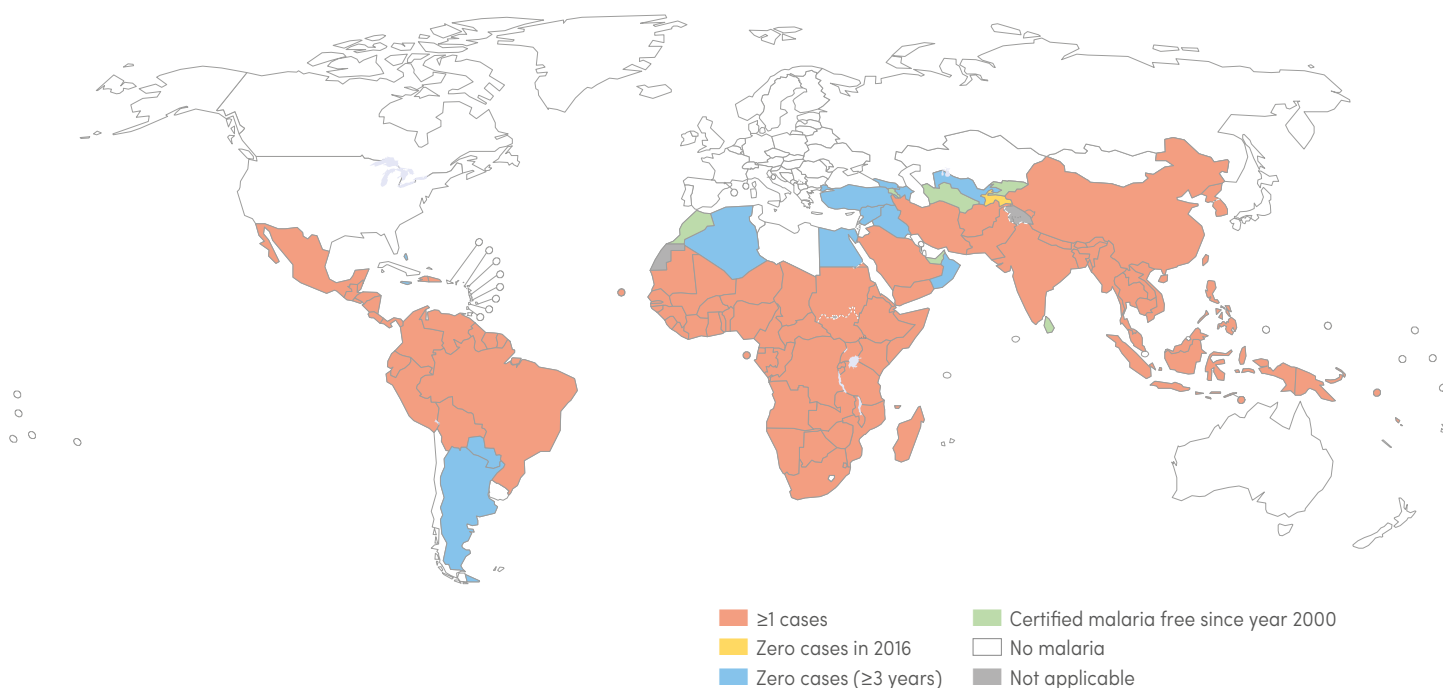 ≥1 cases
Zero cases in 2016
Zero cases (≥3 years)
Certified malaria free since year 2000
No malaria
Not applicable